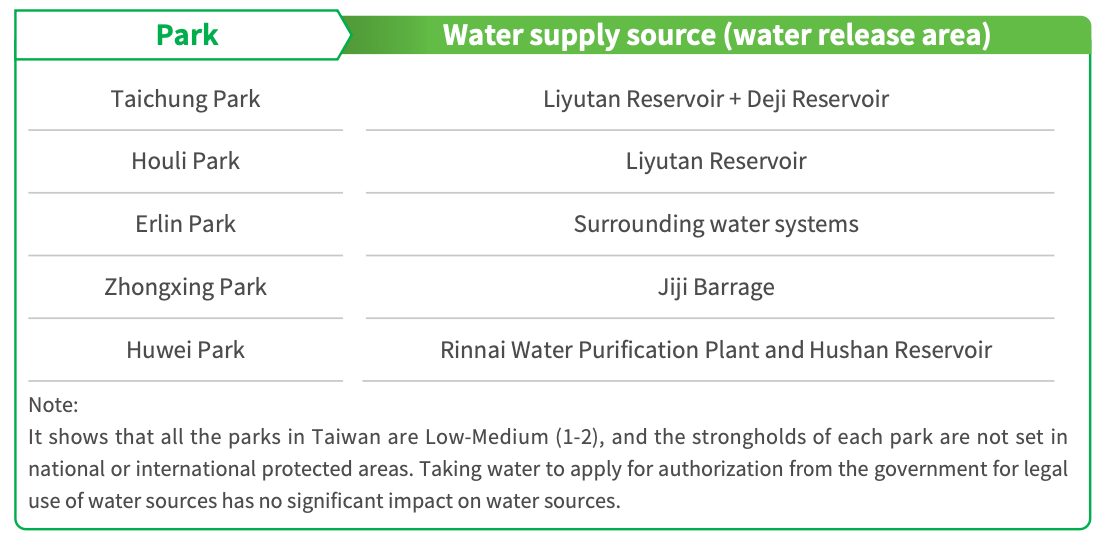 Park Water supply source (water release area)
Taichung Park Liyutan Reservoir + Deji Reservoir
Houli Park Liyutan Reservoir
Erlin Park Surrounding water systems
Zhongxing Park Jiji Barrage
Huwei Park Rinnai Water Purification Plant and Hushan Reservoir
Note:
It shows that all the parks in Taiwan are Low-Medium (1-2), and the strongholds of each park are not set in
national or international protected areas. Taking water to apply for authorization from the government for legal
use of water sources has no significant impact on water sources.